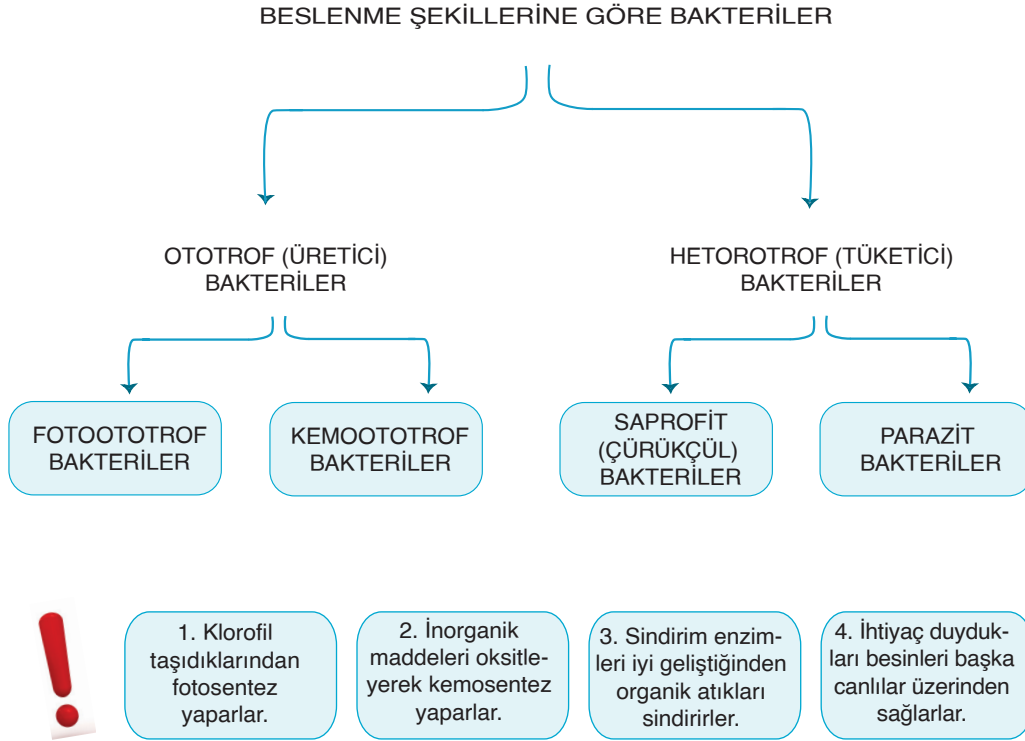 BESLENME ŞEKİLLERİNE GÖRE BAKTERİLER
OTOTROF (ÜRETİCİ)
BAKTERİLER
HETOROTROF (TÜKETİCİ)
BAKTERİLER
FOTOOTOTROF
BAKTERİLER
KEMOOTOTROF
BAKTERİLER
SAPROFİT
(ÇÜRÜKÇÜL)
BAKTERİLER
PARAZİT
BAKTERİLER
1. Klorofil
taşıdıklarından
fotosentez
yaparlar.
2. İnorganik
maddeleri oksitle-
yerek kemosentez
yaparlar.
3. Sindirim enzim-
leri iyi geliştiğinden
organik atıkları
sindirirler.
4. İhtiyaç duyduk-
ları besinleri başka
canlılar üzerinden
sağlarlar.